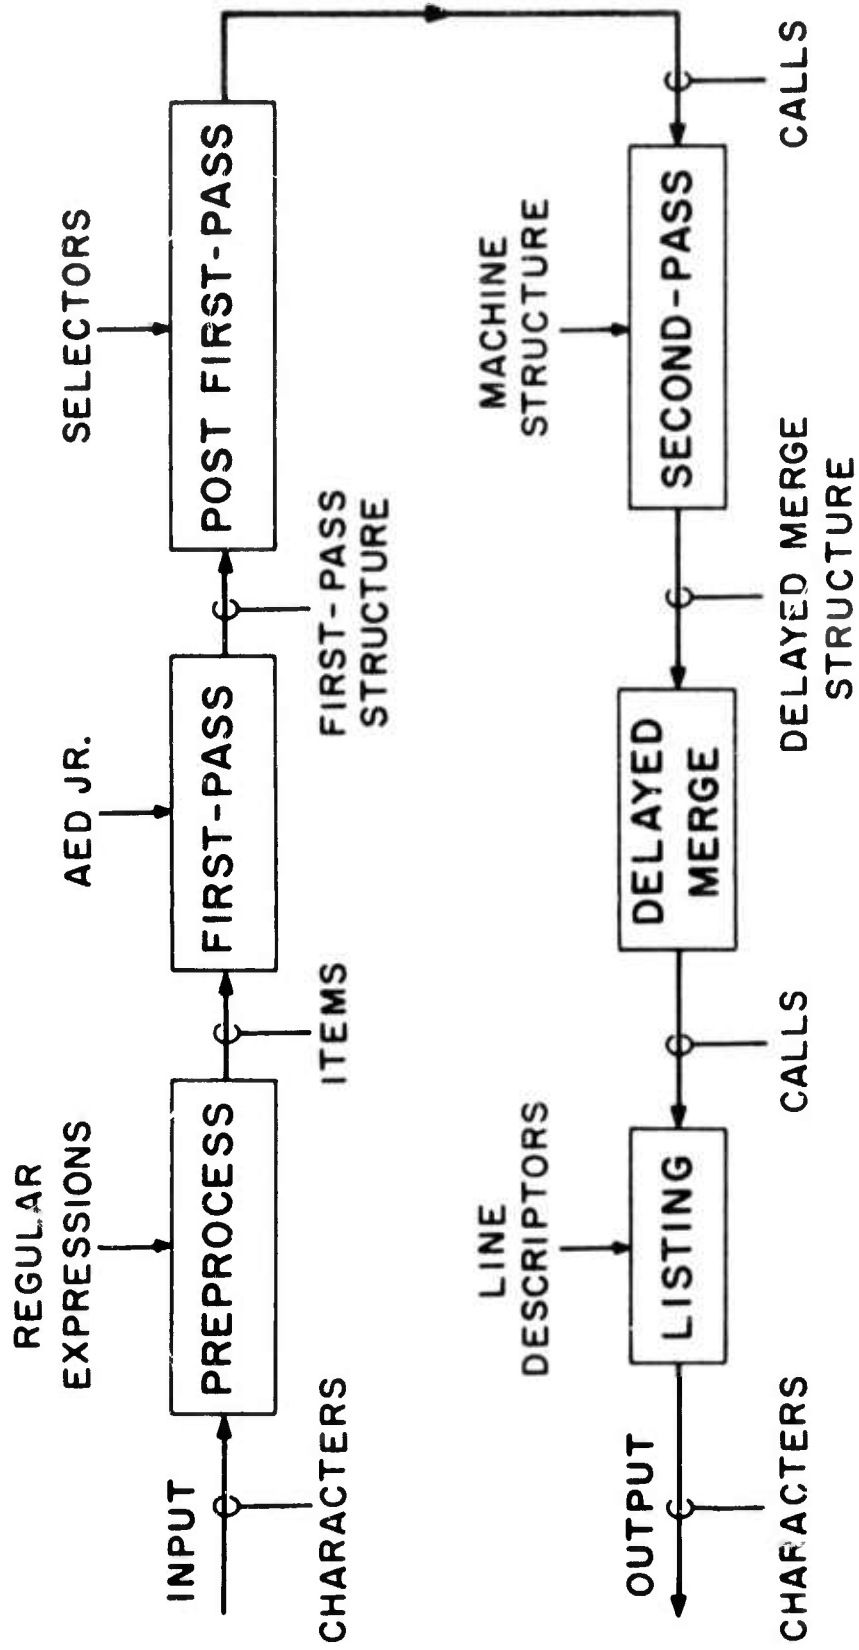 REGULAR
EXPRESSIONS
AED JR.
SELECTORS
INPUT
PREPROCESS
FIRST-PASS
POST FIRST-PASS
CHARACTERS
ITEMS
FIRST-PASS
STRUCTURE
LINE
DESCRIPTORS
MACHINE
STRUCTURE
OUTPUT
LISTING
DELAYED
MERGE
SECOND-PASS
CHARACTERS
CALLS
DELAYED MERGE
STRUCTURE
CALLS